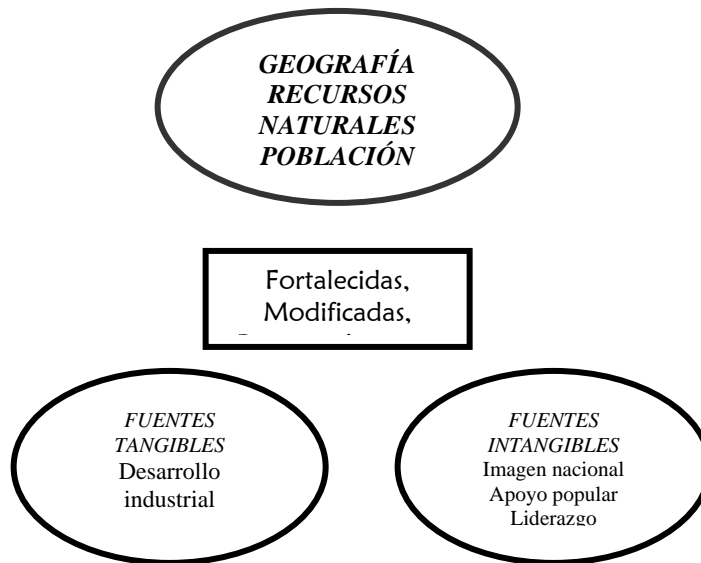 GEOGRAFÍA
RECURSOS
NATURALES
POBLACIÓN
Fortalecidas,
Modificadas,
FUENTES
TANGIBLES
Desarrollo
industrial
FUENTES
INTANGIBLES
Imagen nacional
Apoyo popular
Liderazgo